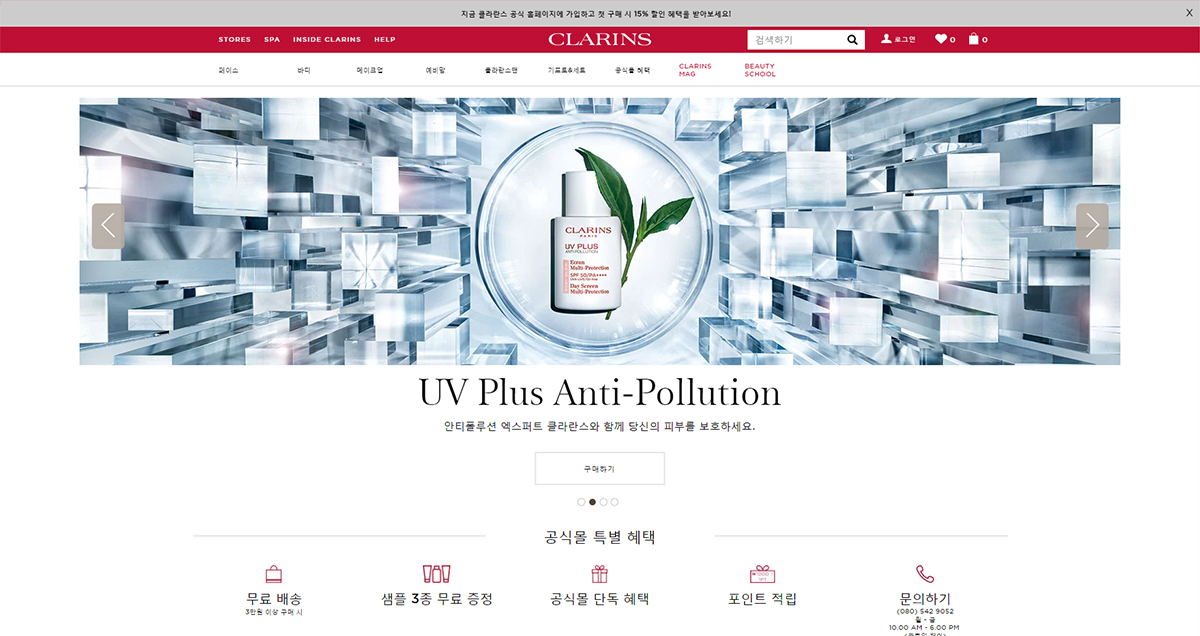 지금 클라란스 공식 홈페이지에 가입하고 첫 구매 시 15% 할인 혜택을 받아보세요!
X
STORES SPA INSIDE CLARINS HELP
CLARINS
검색하기
로그인
0
0
페이스 바디 메이크업 예비맘 클라란스맨 기프트&세트 공식몰 혜택
CLARINS
MAG
BEAUTY
SCHOOL
CLARINS
PARIS
UV PLUS
ANTI-POLLUTION
Ecran
Multi-Protection
SPF 50/PA++++
Day Screen
Multi-Protection
UV Plus Anti-Pollution
안티폴루션 엑스퍼트 클라란스와 함께 당신의 피부를 보호하세요.
구매하기
공식몰 특별 혜택
무료 배송
3만원 이상 구매 시
샘플 3종 무료 증정
공식몰 단독 혜택
포인트 적립
문의하기
(080) 542 9052
월 - 금
10.00 AM - 6.00 PM